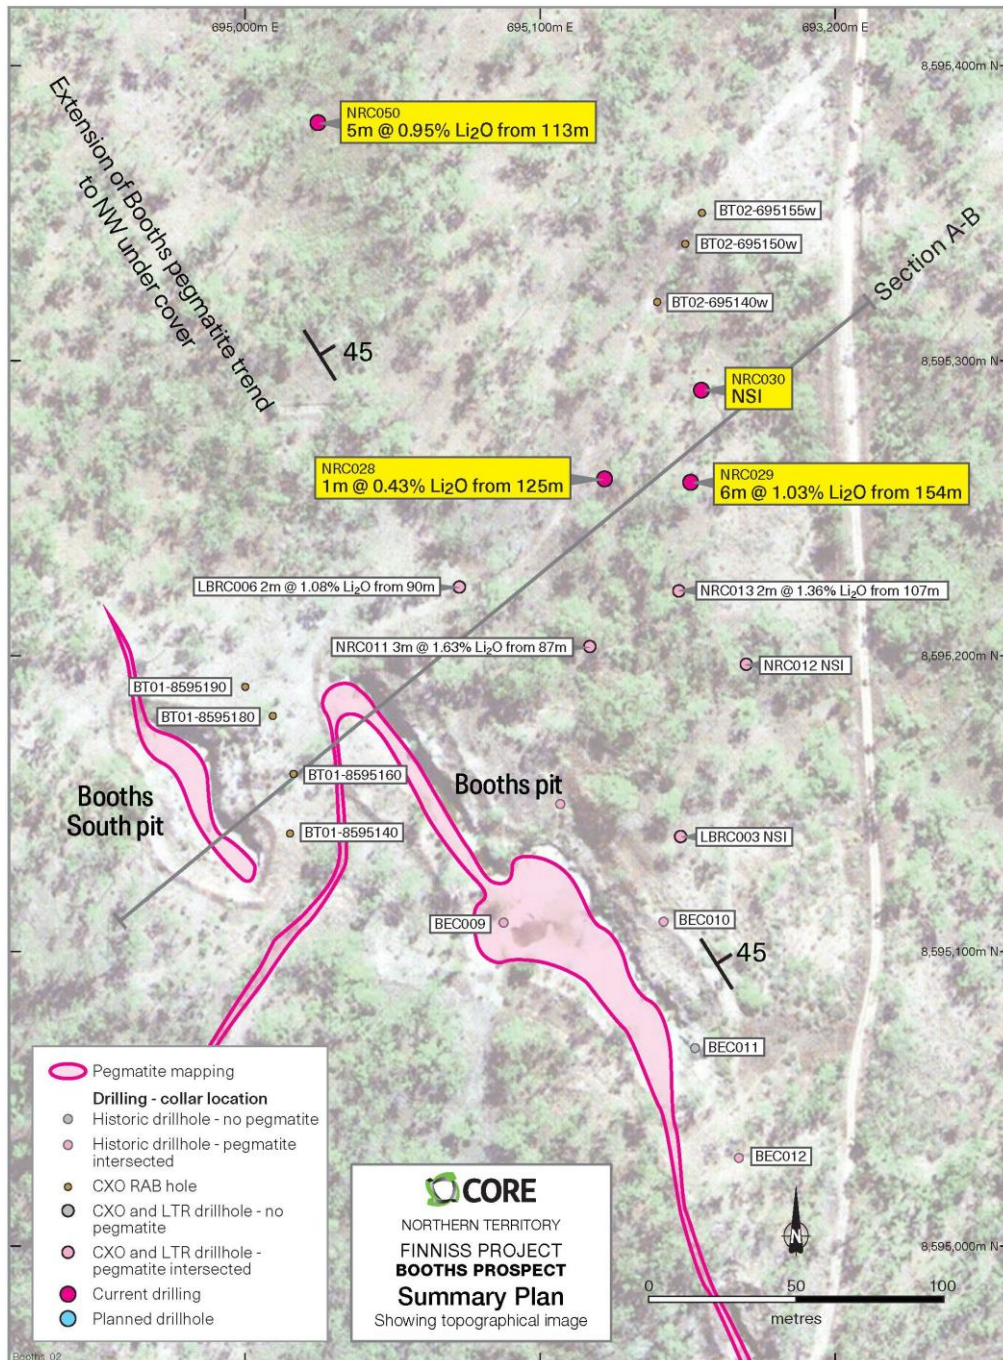 695,000m E
695,100m E
693,200m E
8,595,400m N
NRC050
5m @ 0.95% Li₂O from 113m
Extension of Booths pegmatite trend
to NW under cover
BT02-695155w
BT02-695150w
Section A-B
BT02-695140w
45
8,595,300m N
NRC030
NSI
NRC028
1m @ 0.43% Li₂O from 125m
NRC029
6m @ 1.03% Li₂O from 154m
LBRC006 2m @ 1.08% Li₂O from 90m
NRC013 2m @ 1.36% Li₂O from 107m
NRC011 3m @ 1.63% Li₂O from 87m
8,595,200m N
NRC012 NSI
BT01-8595190
BT01-8595180
BT01-8595160
Booths
South pit
Booths pit
BT01-8595140
LBRC003 NSI
BEC009
BEC010
45
8,595,100m N
BEC011
BEC012
Pegmatite mapping
Drilling - collar location
Historic drillhole - no pegmatite
Historic drillhole - pegmatite
intersected
CXO RAB hole
CXO and LTR drillhole - no
pegmatite
CXO and LTR drillhole -
pegmatite intersected
Current drilling
Planned drillhole
CORE
NORTHERN TERRITORY
FINNISS PROJECT
BOOTHS PROSPECT
Summary Plan
Showing topographical image
N
8,595,000m N
0 50 100
metres
Booths_02